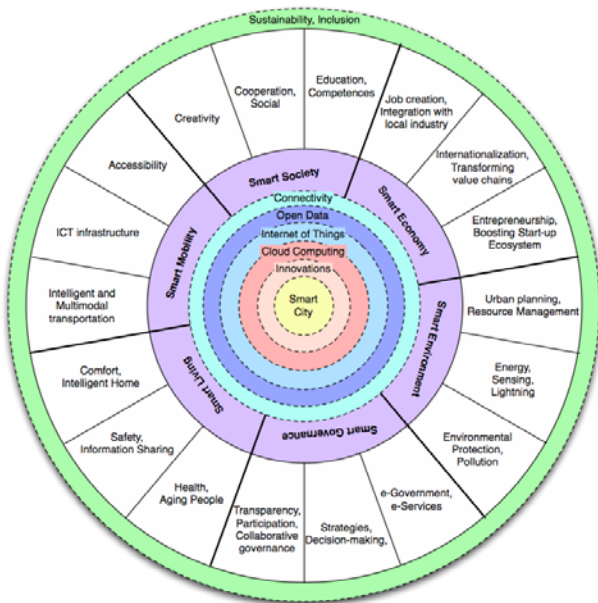 Sustainability, Inclusion
Education,
Competences
Cooperation,
Social
Creativity
Job creation,
Integration with
local industry
Internationalization,
Transforming
value chains
Entrepreneurship,
Boosting Start-up
Ecosystem
Accessibility
ICT infrastructure
Intelligent and
Multimodal
transportation
Smart Society
Smart Economy
Smart Mobility
Connectivity
Open Data
Internet of Things
Cloud Computing
Innovations
Smart
City
Urban planning,
Resource Management
Energy,
Sensing,
Lightning
Environmental
Protection,
Pollution
Smart Environment
Smart Living
Smart Governance
Comfort,
Intelligent Home
Safety,
Information Sharing
Health,
Aging People
Transparency,
Participation,
Collaborative
governance
Strategies,
Decision-making,
e-Government,
e-Services